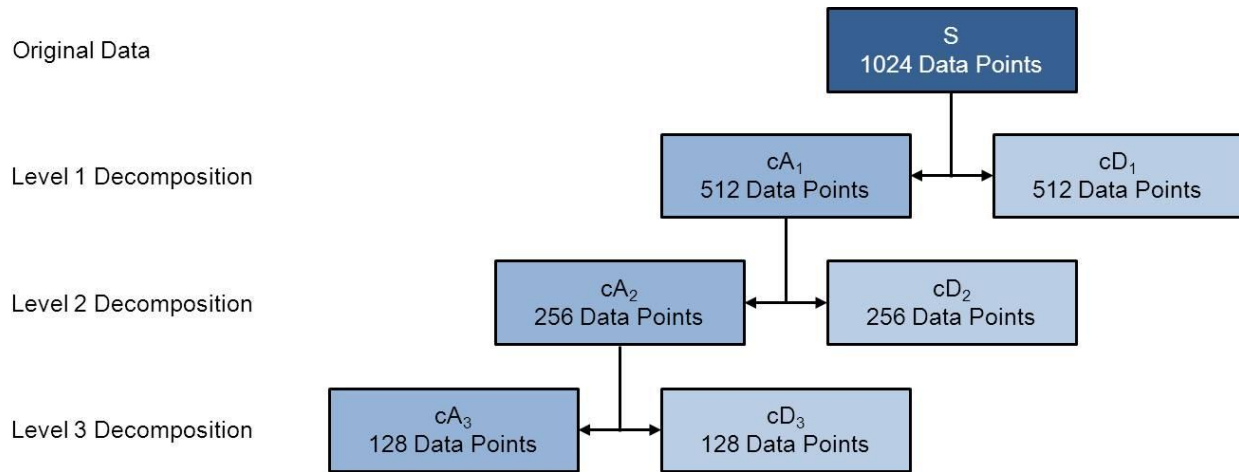 Original Data
S
1024 Data Points
Level 1 Decomposition
cA₁
512 Data Points
cD₁
512 Data Points
Level 2 Decomposition
cA₂
256 Data Points
cD₂
256 Data Points
Level 3 Decomposition
cA₃
128 Data Points
cD₃
128 Data Points